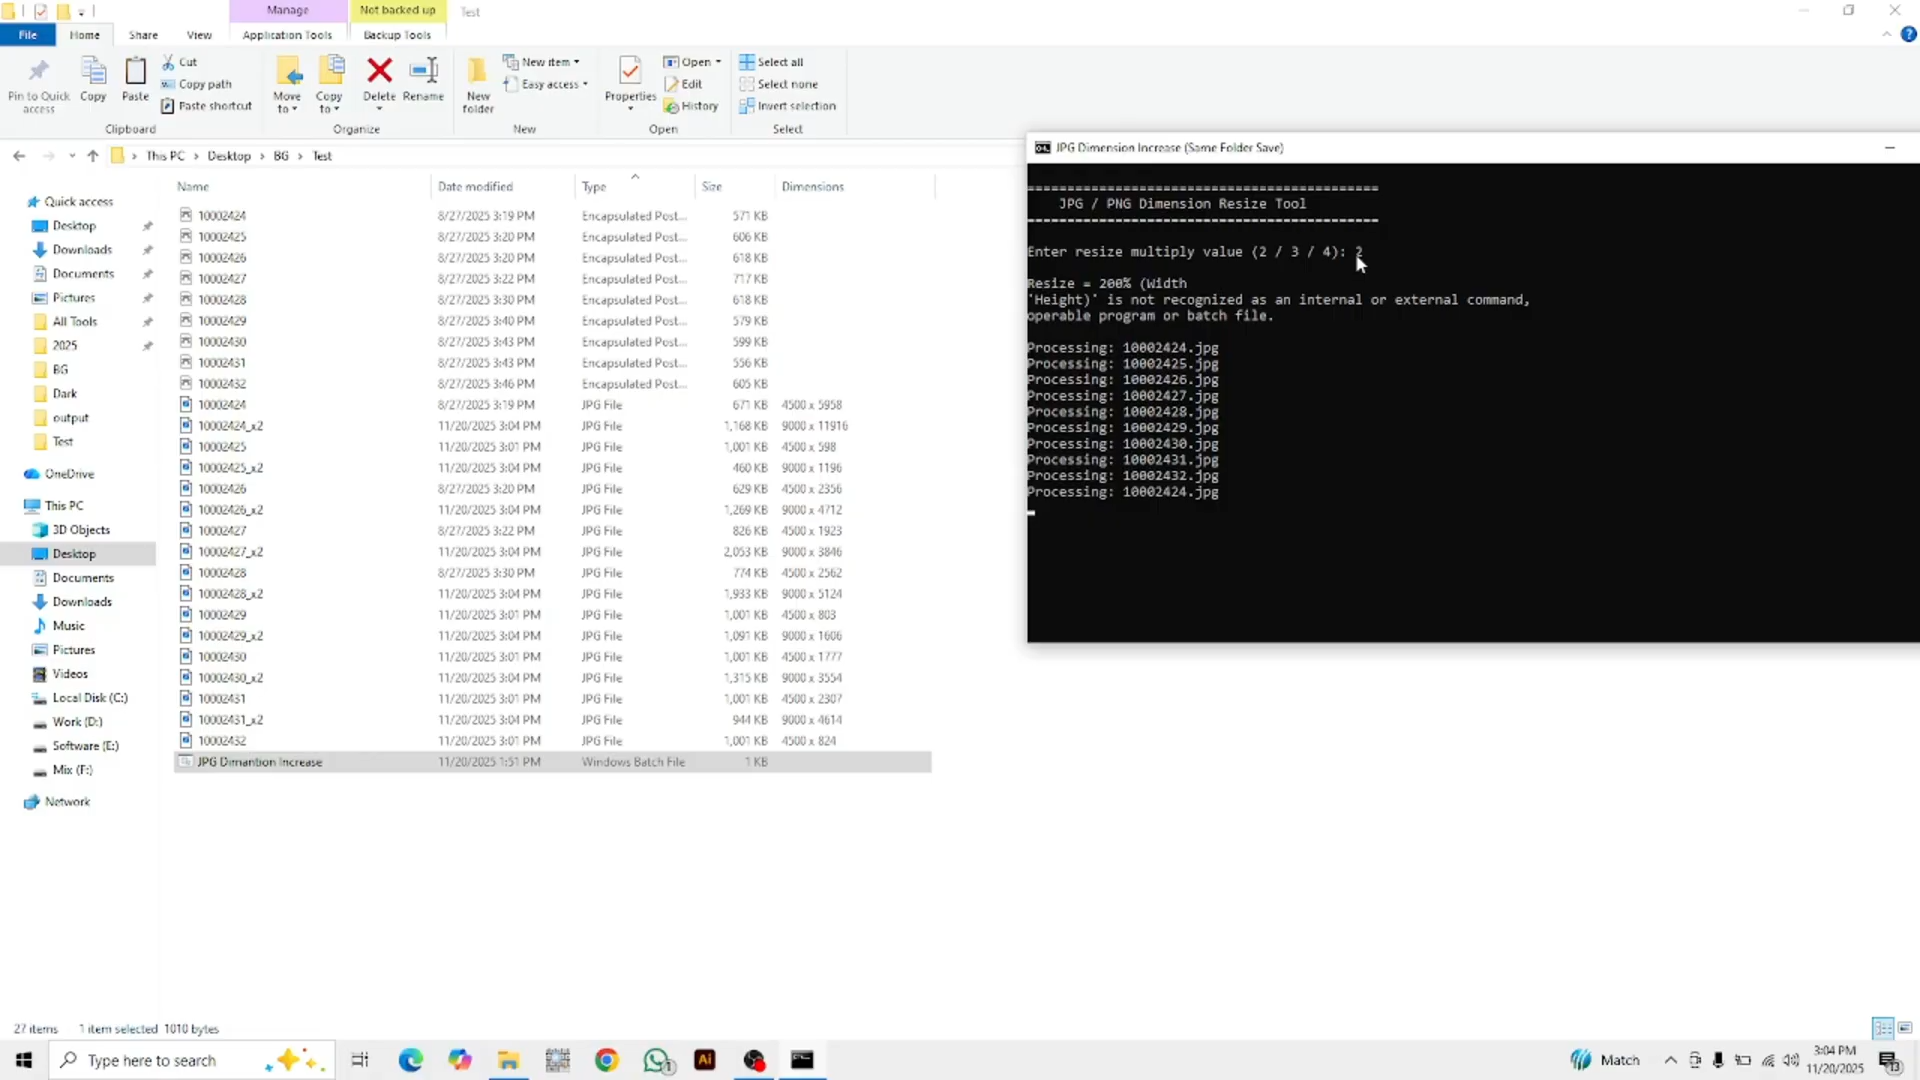 Manage
Not backed up
Test
File
Home
Share
View
Application Tools
Backup Tools
Pin to Quick access
Copy
Paste
Cut
Copy path
Paste shortcut
Clipboard
Move to
Copy to
Delete
Rename
Organize
New folder
New item
Easy access
New
Properties
Open
Edit
History
Open
Select all
Select none
Invert selection
Select
This PC > Desktop > BG > Test
Name Date modified Type Size Dimensions
10002424 8/27/2025 3:19 PM Encapsulated Post... 571 KB
10002425 8/27/2025 3:20 PM Encapsulated Post... 606 KB
10002426 8/27/2025 3:20 PM Encapsulated Post... 618 KB
10002427 8/27/2025 3:22 PM Encapsulated Post... 717 KB
10002428 8/27/2025 3:30 PM Encapsulated Post... 618 KB
10002429 8/27/2025 3:40 PM Encapsulated Post... 579 KB
10002430 8/27/2025 3:43 PM Encapsulated Post... 599 KB
10002431 8/27/2025 3:43 PM Encapsulated Post... 556 KB
10002432 8/27/2025 3:46 PM Encapsulated Post... 605 KB
10002424 8/27/2025 3:19 PM JPG File 671 KB 4500 x 5958
10002424_x2 11/20/2025 3:04 PM JPG File 1,168 KB 9000 x 11916
10002425 11/20/2025 3:01 PM JPG File 1,001 KB 4500 x 598
10002425_x2 11/20/2025 3:04 PM JPG File 460 KB 9000 x 1196
10002426 8/27/2025 3:20 PM JPG File 629 KB 4500 x 2356
10002426_x2 11/20/2025 3:04 PM JPG File 1,269 KB 9000 x 4712
10002427 8/27/2025 3:22 PM JPG File 826 KB 4500 x 1923
10002427_x2 11/20/2025 3:04 PM JPG File 2,053 KB 9000 x 3846
10002428 8/27/2025 3:30 PM JPG File 774 KB 4500 x 2562
10002428_x2 11/20/2025 3:04 PM JPG File 1,933 KB 9000 x 5124
10002429 11/20/2025 3:01 PM JPG File 1,001 KB 4500 x 803
10002429_x2 11/20/2025 3:04 PM JPG File 1,091 KB 9000 x 1606
10002430 11/20/2025 3:01 PM JPG File 1,001 KB 4500 x 1777
10002430_x2 11/20/2025 3:04 PM JPG File 1,315 KB 9000 x 3554
10002431 11/20/2025 3:01 PM JPG File 1,001 KB 4500 x 2307
10002431_x2 11/20/2025 3:04 PM JPG File 944 KB 9000 x 4614
10002432 11/20/2025 3:01 PM JPG File 1,001 KB 4500 x 824
JPG Dimantion Increase 11/20/2025 1:51 PM Windows Batch File 1 KB
Quick access
Desktop
Downloads
Documents
Pictures
All Tools
2025
BG
Dark
output
Test
OneDrive
This PC
3D Objects
Desktop
Documents
Downloads
Music
Pictures
Videos
Local Disk (C:)
Work (D:)
Software (E:)
Mix (F:)
Network
JPG Dimension Increase (Same Folder Save)
============================================
JPG / PNG Dimension Resize Tool
============================================
Enter resize multiply value (2 / 3 / 4): 2
Resize = 200% (Width
'Height)' is not recognized as an internal or external command,
operable program or batch file.
Processing: 10002424.jpg
Processing: 10002425.jpg
Processing: 10002426.jpg
Processing: 10002427.jpg
Processing: 10002428.jpg
Processing: 10002429.jpg
Processing: 10002430.jpg
Processing: 10002431.jpg
Processing: 10002432.jpg
Processing: 10002424.jpg
27 items 1 item selected 1010 bytes
Type here to search
1
Ai
Match
3:04 PM
11/20/2025
13